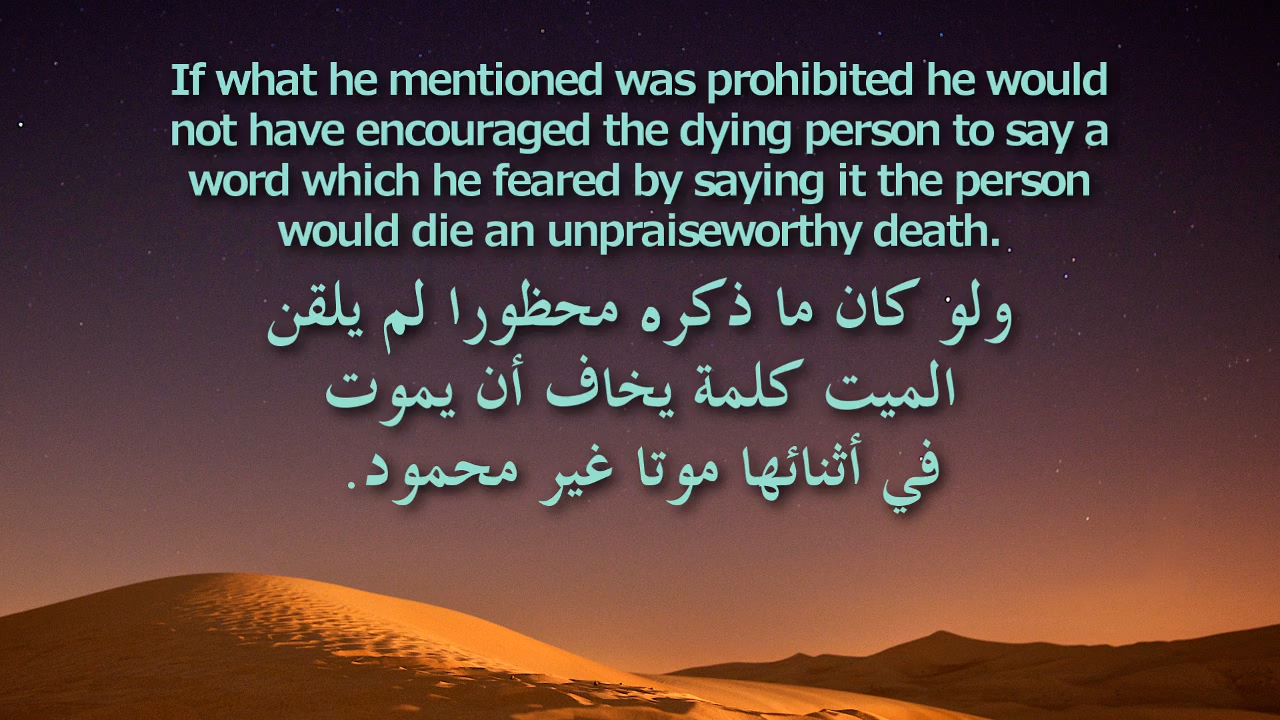 If what he mentioned was prohibited he would
not have encouraged the dying person to say a
word which he feared by saying it the person
would die an unpraiseworthy death.
ولو كان ما ذكره محظورا لم يلقن
الميت كلمة يخاف أن يموت
في أثنائها موتا غير محمود.